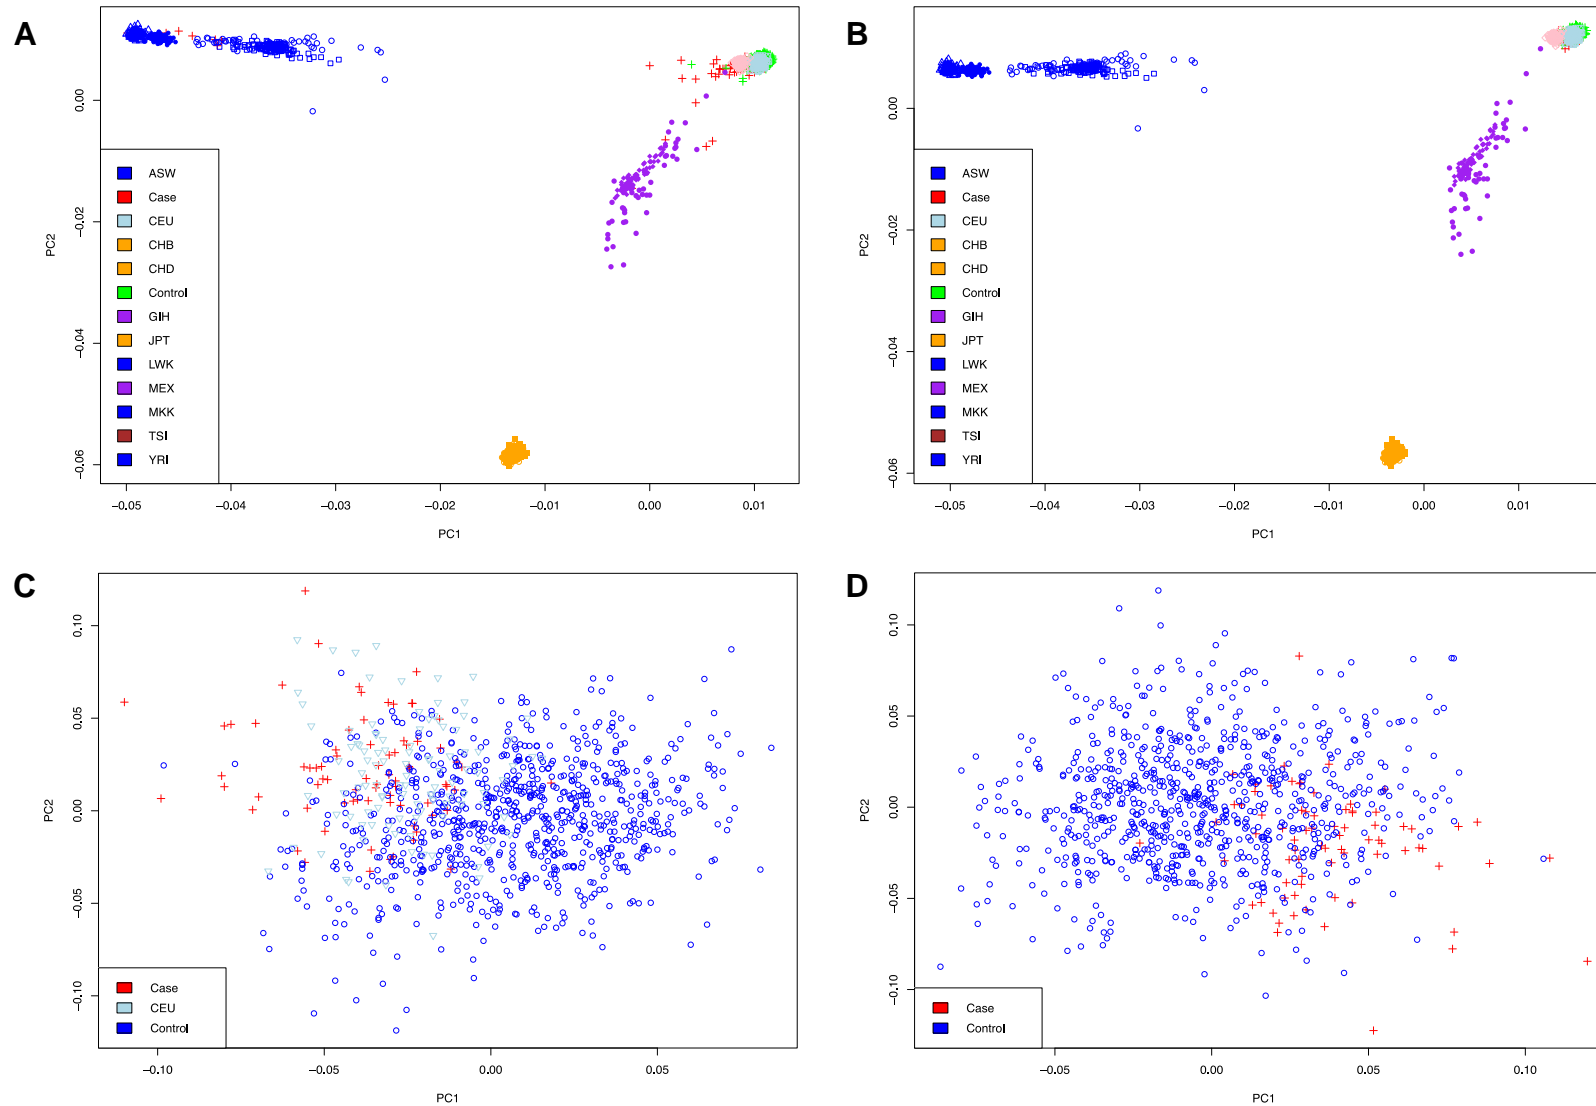 A
0.00
−0.02
−0.04
−0.06
PC2
ASW
Case
CEU
CHB
CHD
Control
GIH
JPT
LWK
MEX
MKK
TSI
YRI
−0.05 −0.04 −0.03 −0.02 −0.01 0.00 0.01
PC1
B
0.00
−0.02
−0.04
−0.06
PC2
ASW
Case
CEU
CHB
CHD
Control
GIH
JPT
LWK
MEX
MKK
TSI
YRI
−0.05 −0.04 −0.03 −0.02 −0.01 0.00 0.01
PC1
C
0.10
0.05
0.00
−0.05
−0.10
PC2
Case
CEU
Control
−0.10 −0.05 0.00 0.05
PC1
D
0.10
0.05
0.00
−0.05
−0.10
PC2
Case
Control
−0.05 0.00 0.05 0.10
PC1